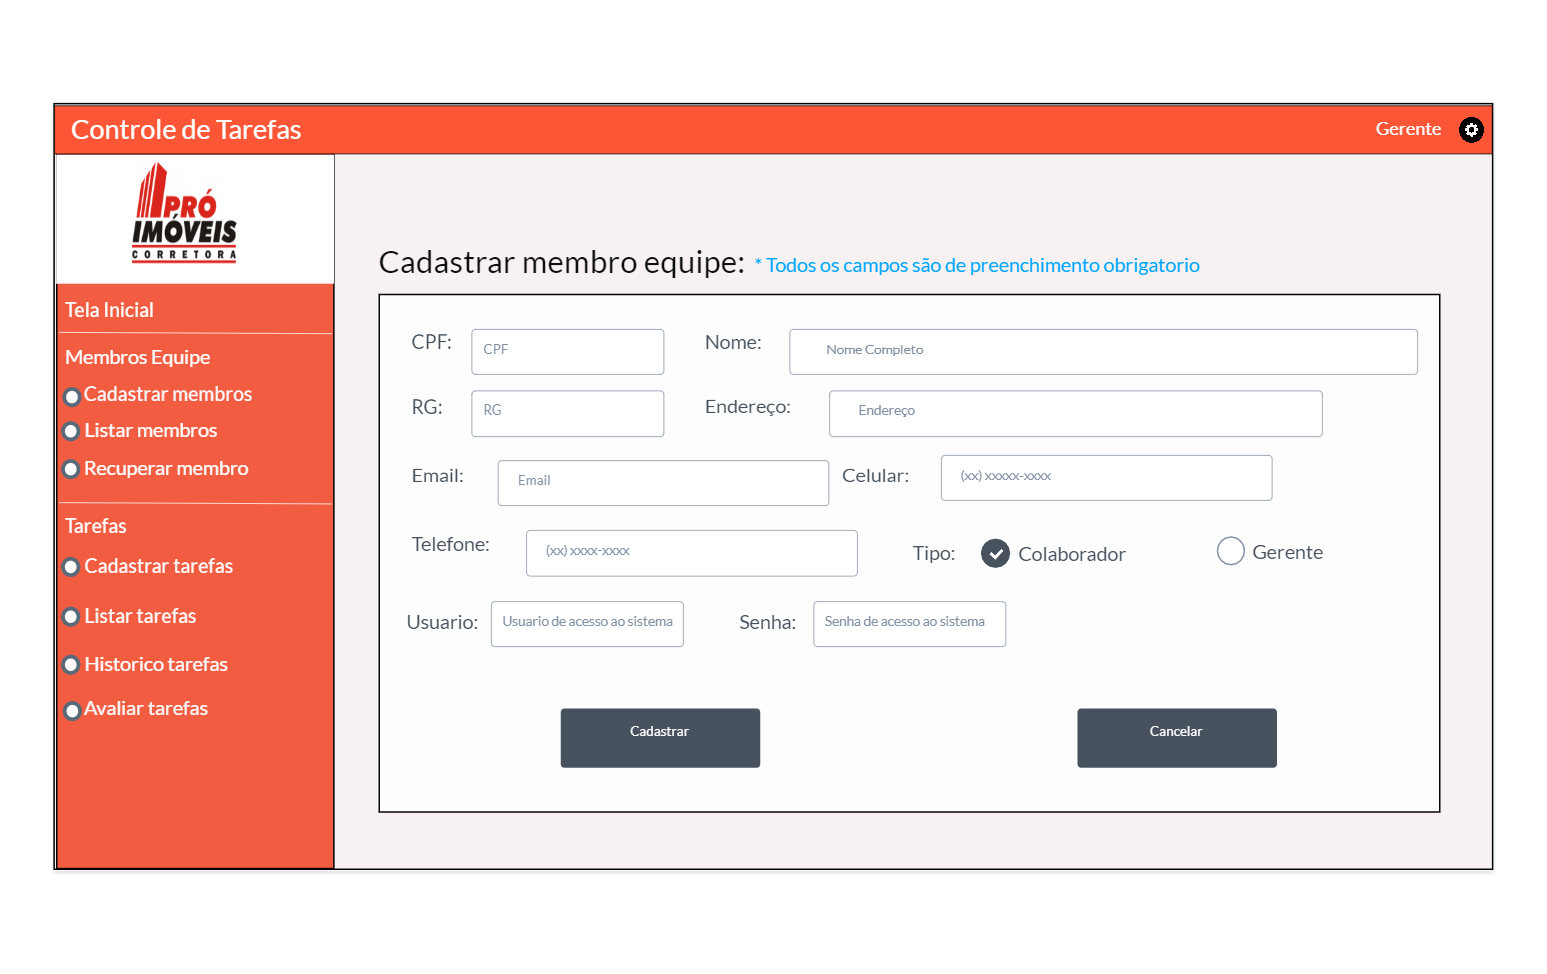 Controle de Tarefas
Gerente
PRÓ
IMÓVEIS
CORRETORA
Tela Inicial
Membros Equipe
Cadastrar membros
Listar membros
Recuperar membro
Tarefas
Cadastrar tarefas
Listar tarefas
Historico tarefas
Avaliar tarefas
Cadastrar membro equipe: * Todos os campos são de preenchimento obrigatorio
CPF: CPF Nome: Nome Completo
RG: RG Endereço: Endereço
Email: Email Celular: (xx) xxxxx-xxxx
Telefone: (xx) xxxx-xxxx Tipo: Colaborador Gerente
Usuario: Usuario de acesso ao sistema Senha: Senha de acesso ao sistema
Cadastrar Cancelar